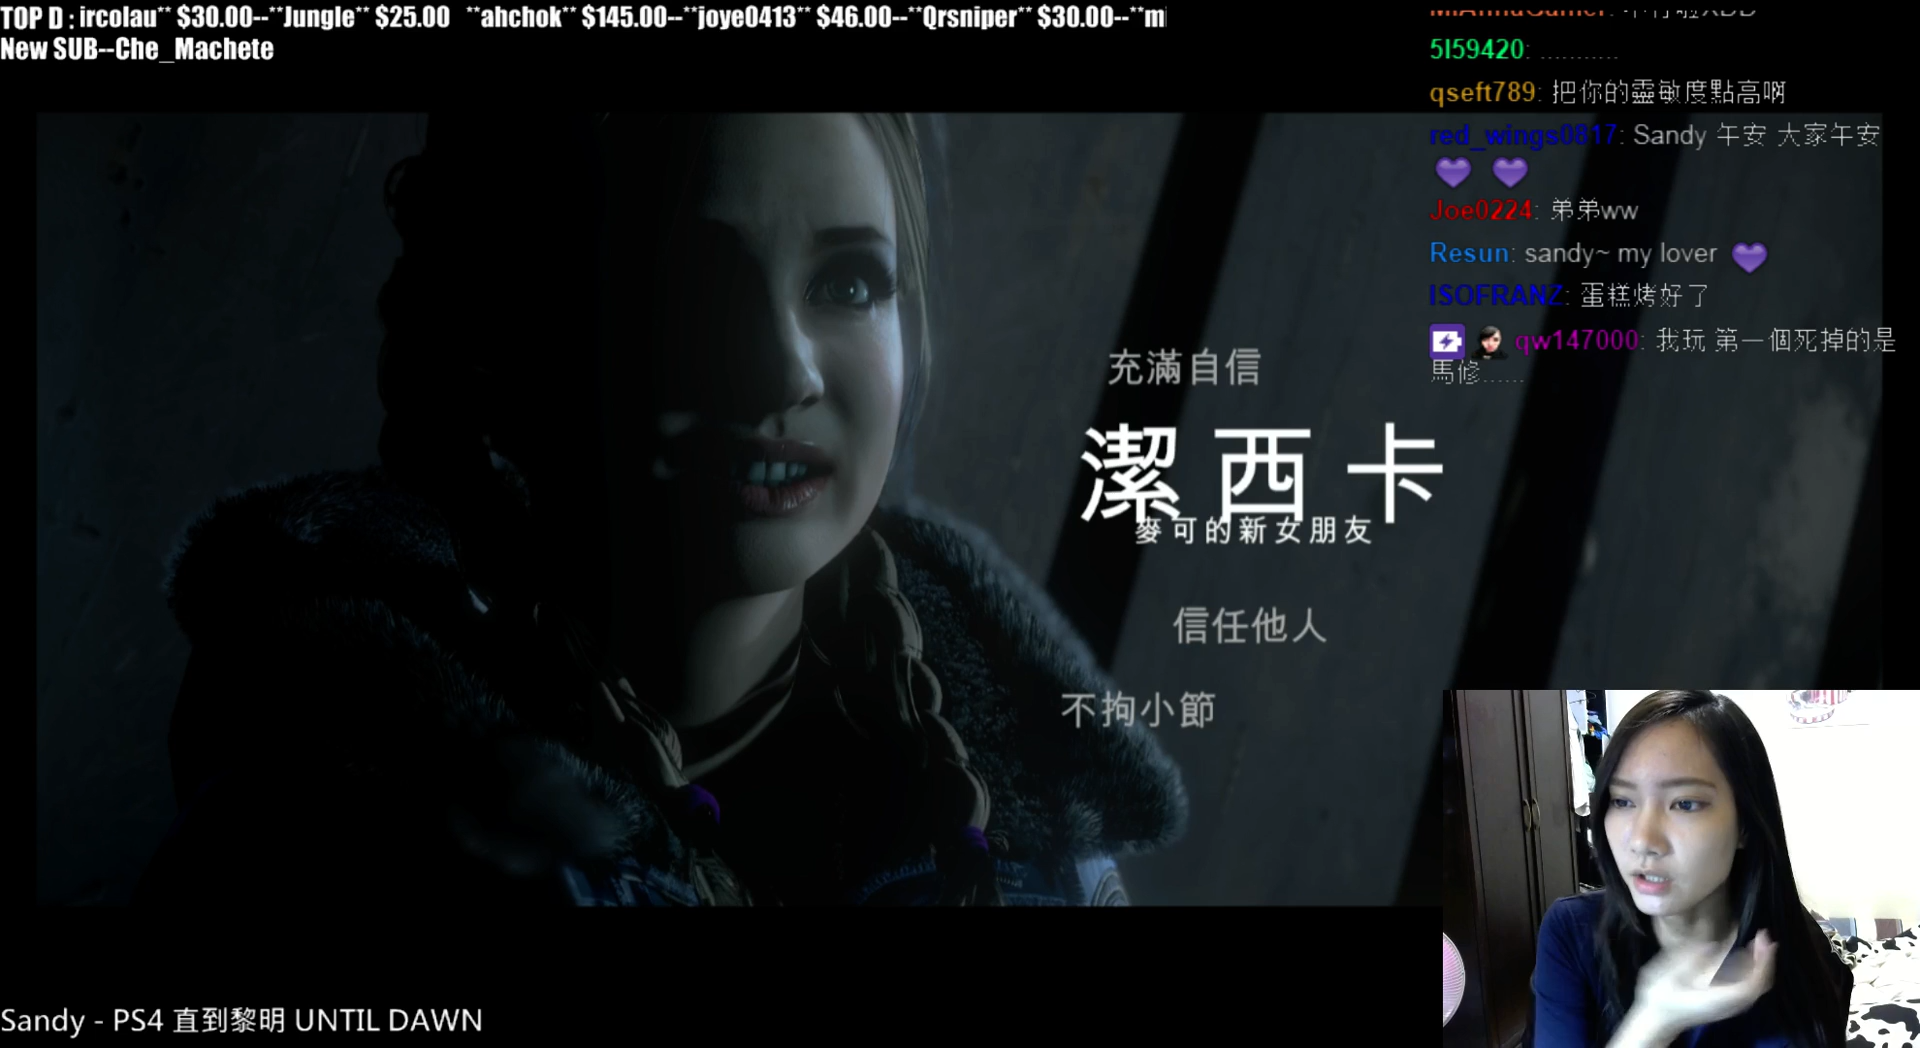 TOP D : ircolau** $30.00--**Jungle** $25.00 **ahchok** $145.00--**joye0413** $46.00--**Qrsniper** $30.00--**m
New SUB--Che_Machete
5I59420: ............
qseft789: 把你的靈敏度點高啊
red_wings0817: Sandy 午安 大家午安
Joe0224: 弟弟ww
Resun: sandy~ my lover
ISOFRANZ: 蛋糕烤好了
qw147000: 我玩 第一個死掉的是
馬修......
充滿自信
潔西卡
麥可的新女朋友
信任他人
不拘小節
Sandy - PS4 直到黎明 UNTIL DAWN